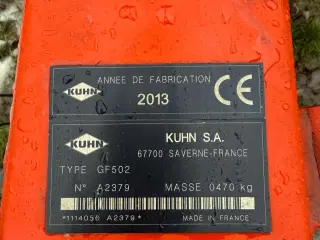 KUHN
ANNEE DE FABRICATION
2013
CE
KUHN
KUHN S.A.
67700 SAVERNE-FRANCE
TYPE GF502
N° A2379 MASSE 0470 kg
*1114056 A2379*
MADE IN FRANCE